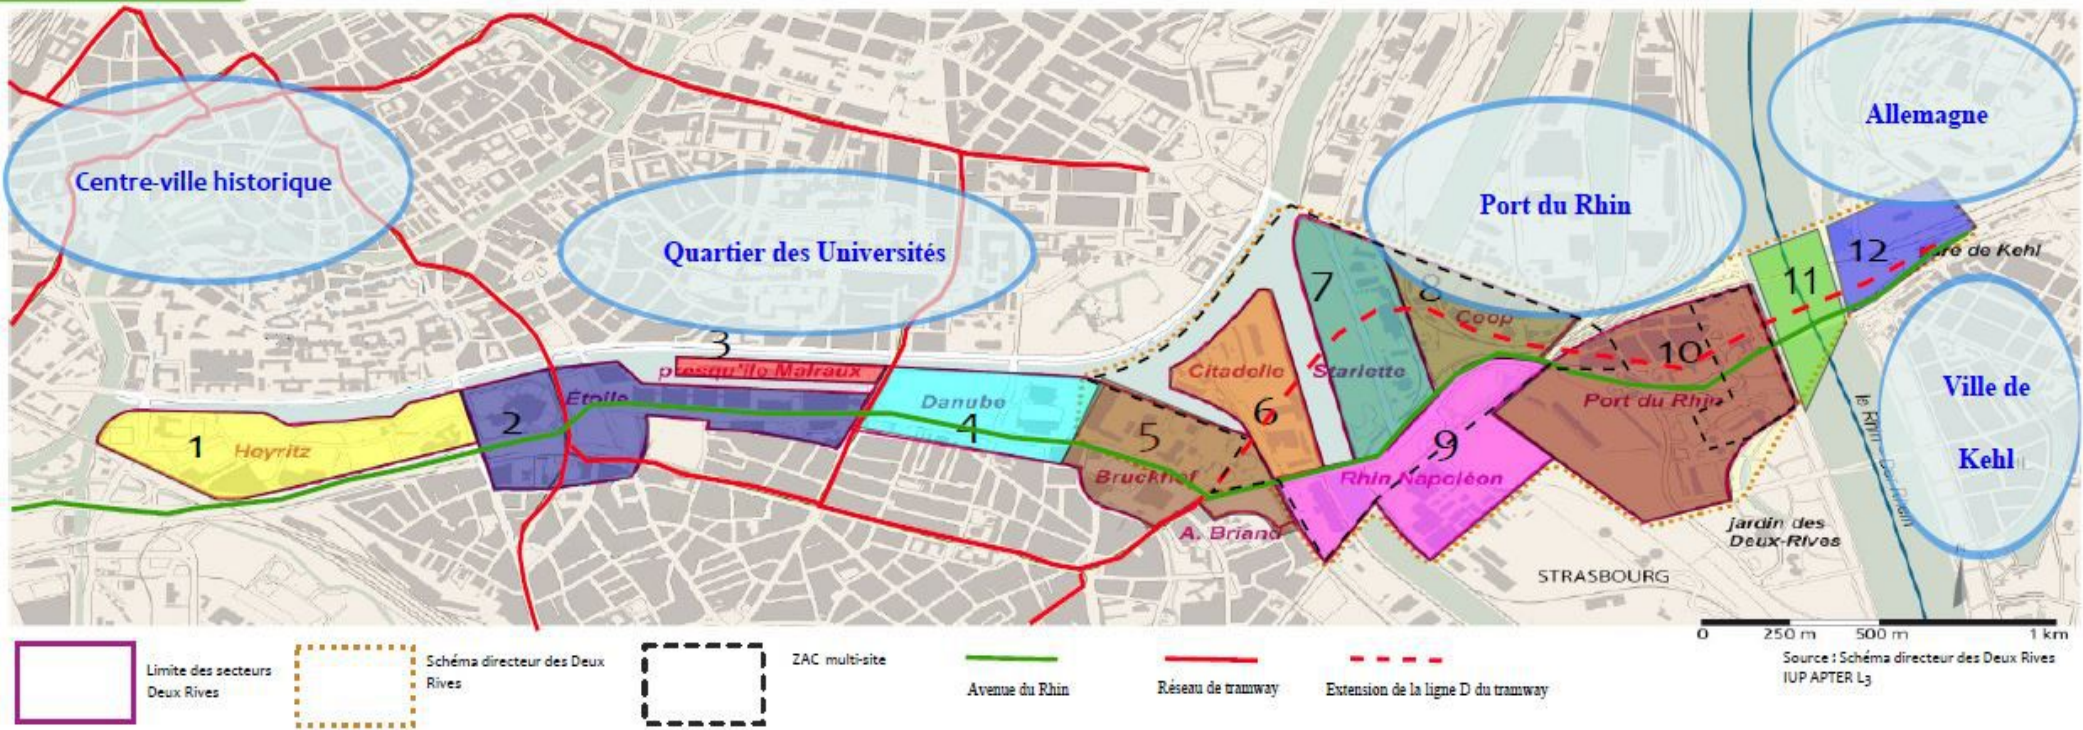 Centre-ville historique
Quartier des Universités
Port du Rhin
Allemagne
Ville de
Kehl
1
Heyritz
2
Étoile
3
presqu'île Malraux
Danube
4
5
Bruckhof
A. Briand
Citadelle
6
7
Starlette
8
Coop
9
Rhin Napoléon
10
Port du Rhin
11
12
gare de Kehl
le Rhin Der Rhein
jardin des
Deux-Rives
STRASBOURG
0 250 m 500 m 1 km
Source : Schéma directeur des Deux Rives
IUP APTER L3
Limite des secteurs
Deux Rives
Schéma directeur des Deux
Rives
ZAC multi-site
Avenue du Rhin
Réseau de tramway
Extension de la ligne D du tramway